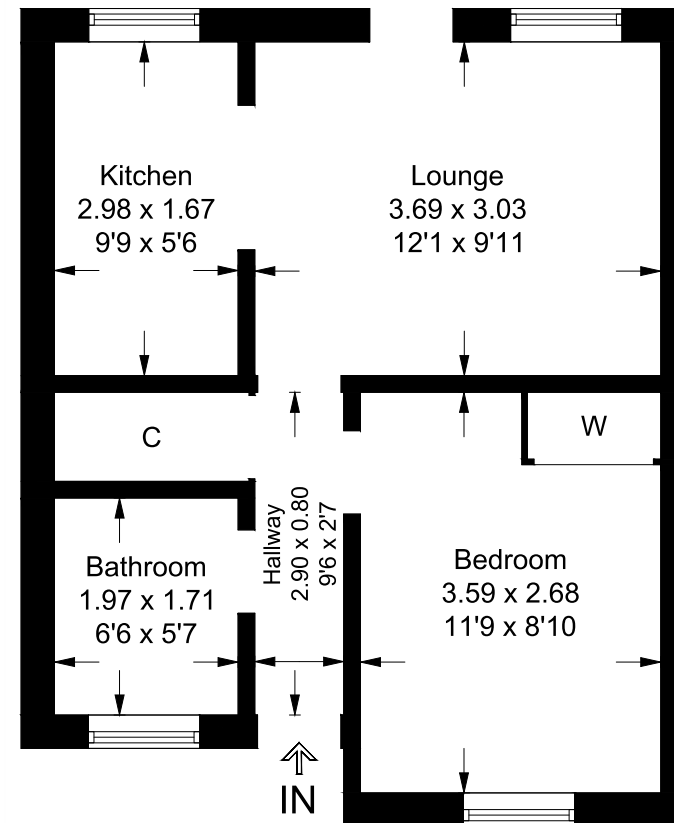 Kitchen
2.98 x 1.67
9'9 x 5'6
Lounge
3.69 x 3.03
12'1 x 9'11
C
W
Hallway
2.90 x 0.80
9'6 x 2'7
Bathroom
1.97 x 1.71
6'6 x 5'7
Bedroom
3.59 x 2.68
11'9 x 8'10
IN